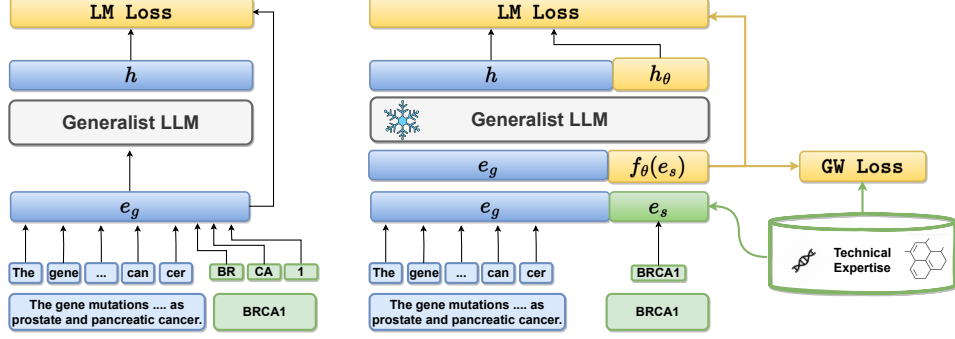 LM Loss
h
Generalist LLM
e_g
The gene ... can cer BR CA 1
The gene mutations .... as
prostate and pancreatic cancer.
BRCA1
LM Loss
h h_θ
Generalist LLM
e_g f_θ(e_s)
GW Loss
e_g e_s
Technical
Expertise
The gene ... can cer BRCA1
The gene mutations .... as
prostate and pancreatic cancer.
BRCA1